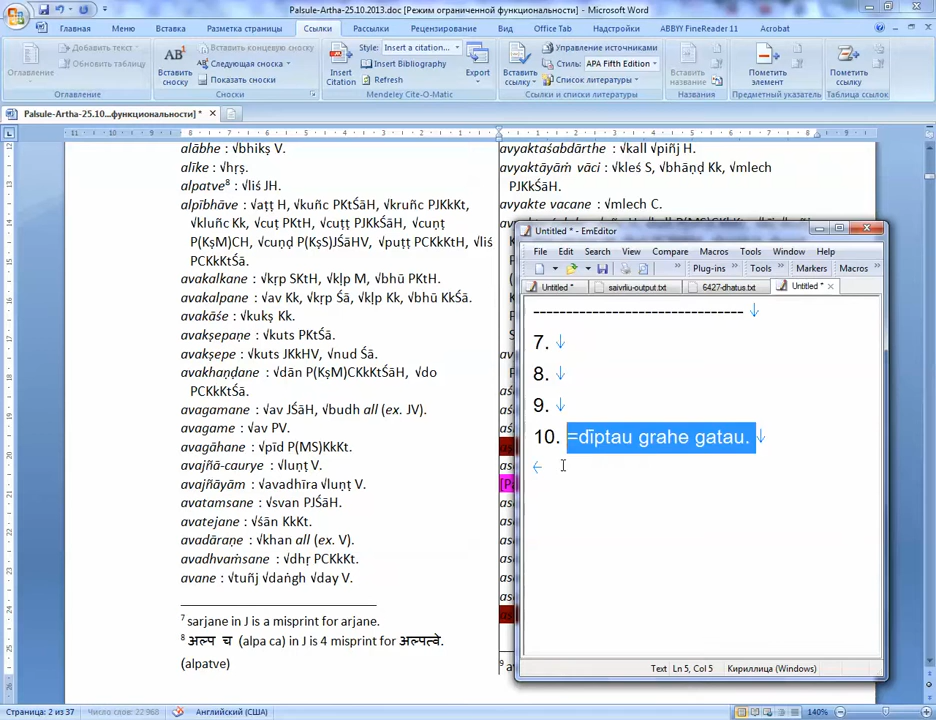 Palsule-Artha-25.10.2013.doc [Режим ограниченной функциональности] - Microsoft Word
Главная Меню Вставка Разметка страницы Ссылки Рассылки Рецензирование Вид Office Tab Надстройки ABBYY FineReader 11 Acrobat
Оглавление
Добавить текст
Обновить таблицу
Оглавление
Вставить сноску
Вставить концевую сноску
Следующая сноска
Показать сноски
Сноски
Insert Citation
Style: Insert a citation...
Insert Bibliography
Refresh
Export
Mendeley Cite-O-Matic
Вставить ссылку
Управление источниками
Стиль: APA Fifth Edition
Список литературы
Ссылки и списки литературы
Вставить название
Названия
Пометить элемент
Предметный указатель
Пометить ссылку
Таблица ссылок
Palsule-Artha-25.10...функциональности] *
alābhe : √bhikṣ V.
alīke : √hṛṣ.
alpatve⁸ : √liś JH.
alpībhāve : √aṭṭ H, √kuñc PKtŚāH, √kruñc PJKkKt,
√kluñc Kk, √cuṭ PKtH, √cuṭṭ PJKkŚāH, √cuṇṭ
P(KṣM)CH, √cuṇḍ P(KṣS)JŚāHV, √puṭṭ PCKkKtH, √liś
PJKkKtŚā.
avakalkane : √kṛp SKtH, √kḷp M, √bhū PKtH.
avakalpane : √av Kk, √kṛp Śā, √kḷp Kk, √bhū KkKt.
avakāśe : √kukṣ Kk.
avakṣepaṇe : √kuts PKtŚā.
avakṣepe : √kuts JKkHV, √nud Śā.
avakhaṇḍane : √dān P(KṣM)CKkKtŚāH, √do
PCKkKtŚā.
avagamane : √av JŚāH, √budh all (ex. JV).
avagame : √av PV.
avagāhane : √pīd P(MS)KkKt.
avajñā-caurye : √luṇṭ V.
avajñāyām : √avadhīra √luṇṭ V.
avatamsane : √svan PJŚāH.
avatejane : √śān KkKt.
avadāraṇe : √khan all (ex. V).
avadhvaṁsane : √dhṛ PCKkKt.
avane : √tuñj √daṅgh √day V.
⁷ sarjane in J is a misprint for arjane.
⁸ अल्प च (alpa ca) in J is 4 misprint for अल्पत्वे.
(alpatve)
avyaktaśabdārthe : √kall √piñj H.
avyaktāyāṁ vāci : √kleś S, √bhāṇḍ Kk, √mlech
PJKkŚāH.
avyakte vacane : √mlech C.
Untitled * - EmEditor
File Edit Search View Compare Macros Tools Window Help
Plug-ins Tools Markers Macros
Untitled * saivrliu-output.txt 6427-dhatus.txt Untitled *
--------------------------------
7.
8.
9.
10. =dīptau grahe gatau.
Text Ln 5, Col 5 Кириллица (Windows)
Страница: 2 из 37 Число слов: 22 968 Английский (США) 140%